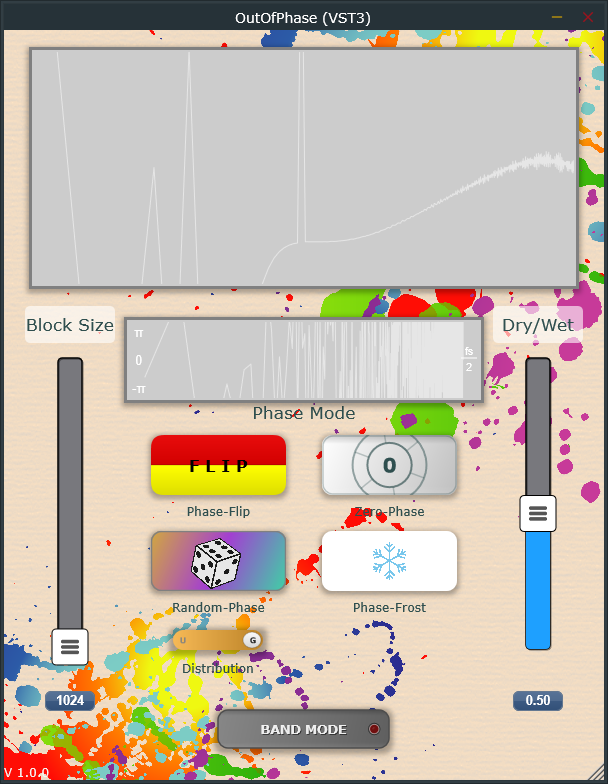 OutOfPhase (VST3)
Block Size
Dry/Wet
π
0
-π
fs
2
Phase Mode
FLIP
0
Phase-Flip
Zero-Phase
Random-Phase
Phase-Frost
U
G
Distribution
1024
0.50
BAND MODE
V 1.0.0